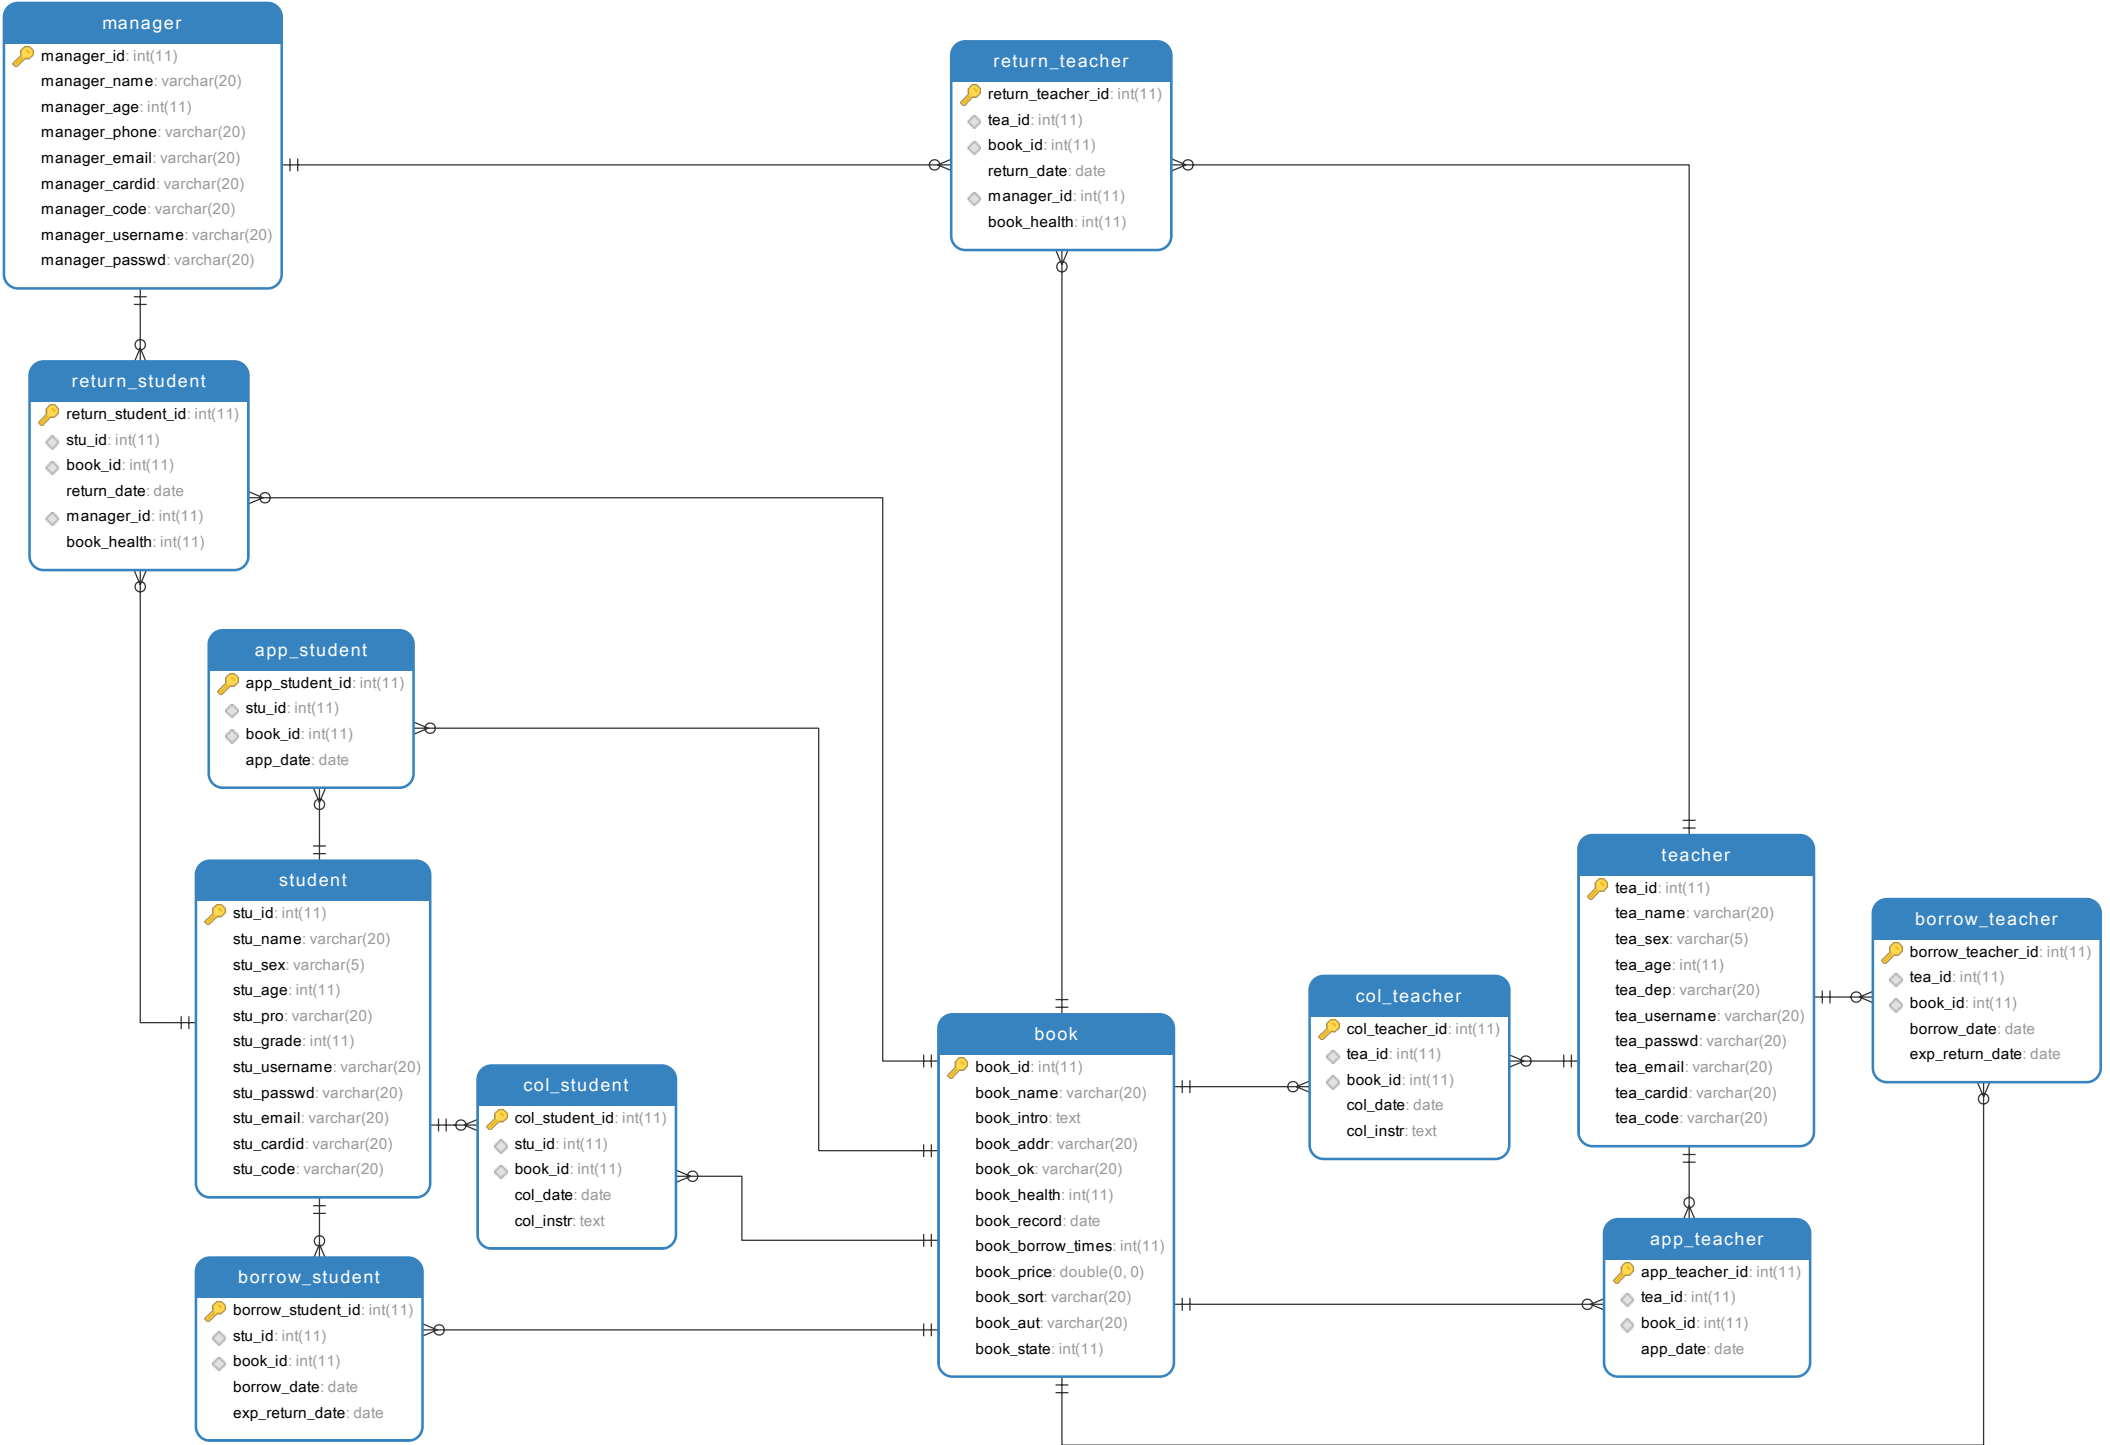 manager
manager_id: int(11)
manager_name: varchar(20)
manager_age: int(11)
manager_phone: varchar(20)
manager_email: varchar(20)
manager_cardid: varchar(20)
manager_code: varchar(20)
manager_username: varchar(20)
manager_passwd: varchar(20)
return_teacher
return_teacher_id: int(11)
tea_id: int(11)
book_id: int(11)
return_date: date
manager_id: int(11)
book_health: int(11)
return_student
return_student_id: int(11)
stu_id: int(11)
book_id: int(11)
return_date: date
manager_id: int(11)
book_health: int(11)
app_student
app_student_id: int(11)
stu_id: int(11)
book_id: int(11)
app_date: date
student
stu_id: int(11)
stu_name: varchar(20)
stu_sex: varchar(5)
stu_age: int(11)
stu_pro: varchar(20)
stu_grade: int(11)
stu_username: varchar(20)
stu_passwd: varchar(20)
stu_email: varchar(20)
stu_cardid: varchar(20)
stu_code: varchar(20)
col_student
col_student_id: int(11)
stu_id: int(11)
book_id: int(11)
col_date: date
col_instr: text
borrow_student
borrow_student_id: int(11)
stu_id: int(11)
book_id: int(11)
borrow_date: date
exp_return_date: date
book
book_id: int(11)
book_name: varchar(20)
book_intro: text
book_addr: varchar(20)
book_ok: varchar(20)
book_health: int(11)
book_record: date
book_borrow_times: int(11)
book_price: double(0, 0)
book_sort: varchar(20)
book_aut: varchar(20)
book_state: int(11)
col_teacher
col_teacher_id: int(11)
tea_id: int(11)
book_id: int(11)
col_date: date
col_instr: text
teacher
tea_id: int(11)
tea_name: varchar(20)
tea_sex: varchar(5)
tea_age: int(11)
tea_dep: varchar(20)
tea_username: varchar(20)
tea_passwd: varchar(20)
tea_email: varchar(20)
tea_cardid: varchar(20)
tea_code: varchar(20)
borrow_teacher
borrow_teacher_id: int(11)
tea_id: int(11)
book_id: int(11)
borrow_date: date
exp_return_date: date
app_teacher
app_teacher_id: int(11)
tea_id: int(11)
book_id: int(11)
app_date: date